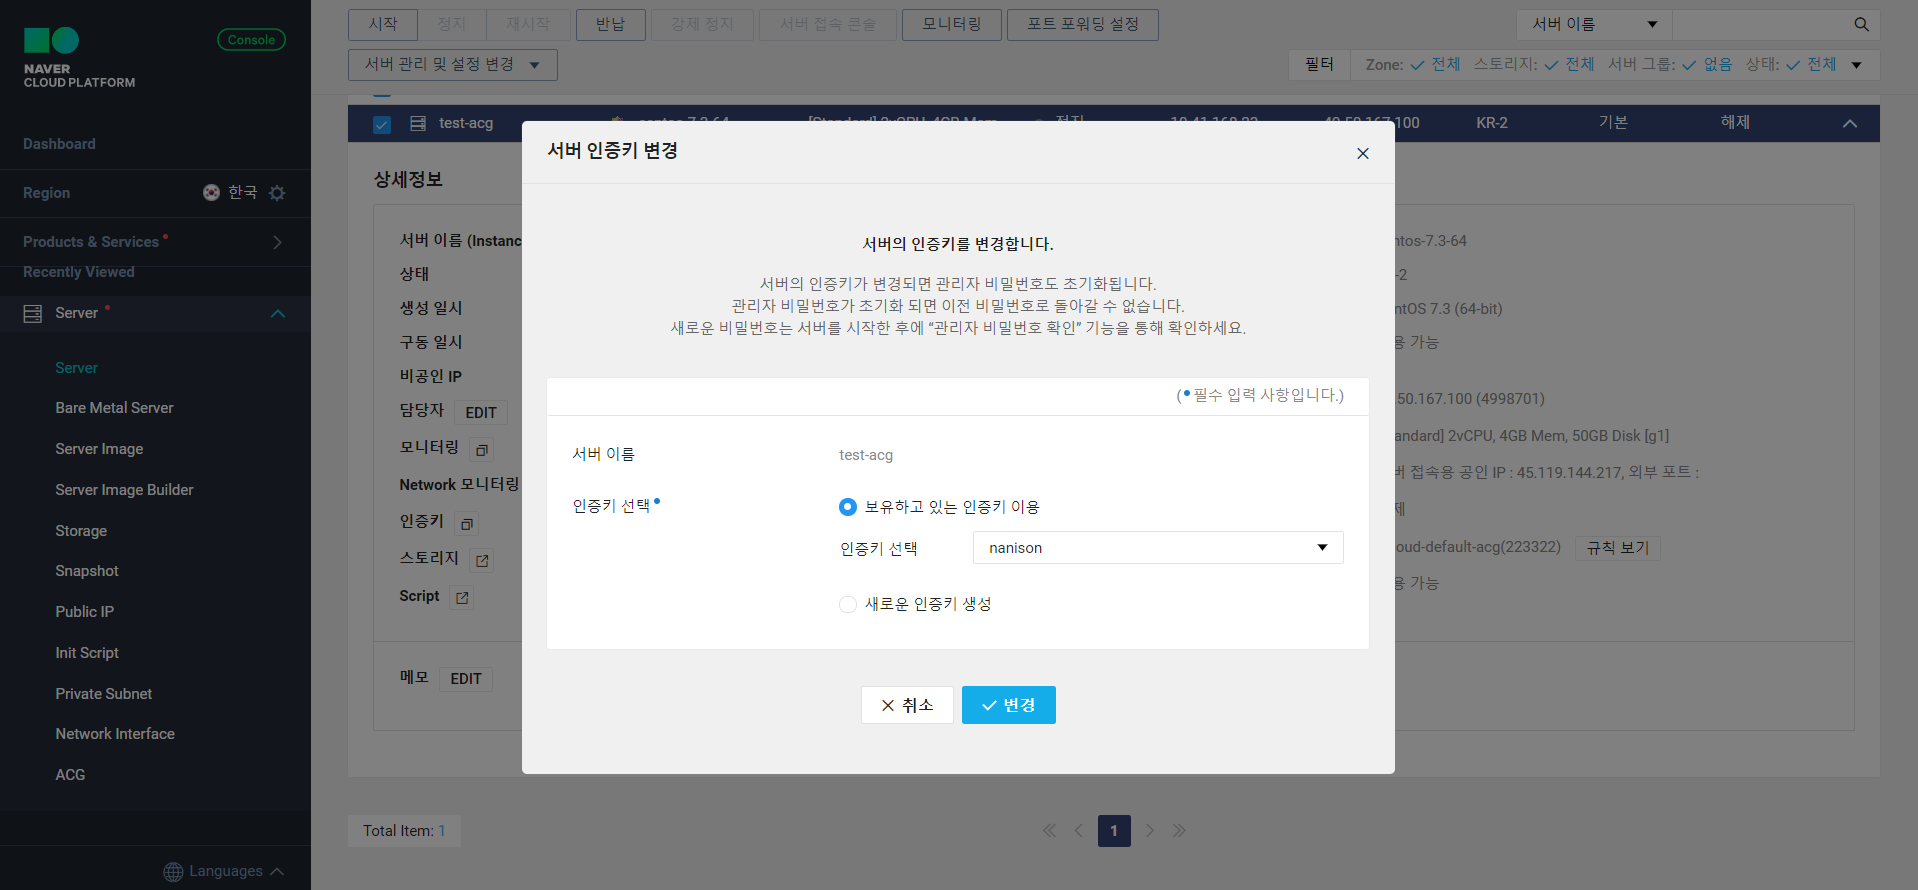 NAVER
CLOUD PLATFORM
Console
Dashboard
Region 한국
Products & Services
Recently Viewed
Server
Server
Bare Metal Server
Server Image
Server Image Builder
Storage
Snapshot
Public IP
Init Script
Private Subnet
Network Interface
ACG
Languages
시작 정지 재시작 반납 강제 정지 서버 접속 콘솔 모니터링 포트 포워딩 설정
서버 이름
서버 관리 및 설정 변경
필터 Zone: 전체 스토리지: 전체 서버 그룹: 없음 상태: 전체
test-acg centos-7.3-64 [Standard] 2vCPU, 4GB Mem 정지 49.50.167.100 KR-2 기본 해제
상세정보
서버 이름 (Instanc
상태
생성 일시
구동 일시
비공인 IP
담당자 EDIT
모니터링
Network 모니터링
인증키
스토리지
Script
메모 EDIT
ntos-7.3-64
-2
ntOS 7.3 (64-bit)
용 가능
.50.167.100 (4998701)
andard] 2vCPU, 4GB Mem, 50GB Disk [g1]
버 접속용 공인 IP : 45.119.144.217, 외부 포트 :
제
oud-default-acg(223322) 규칙 보기
용 가능
서버 인증키 변경
서버의 인증키를 변경합니다.
서버의 인증키가 변경되면 관리자 비밀번호도 초기화됩니다.
관리자 비밀번호가 초기화 되면 이전 비밀번호로 돌아갈 수 없습니다.
새로운 비밀번호는 서버를 시작한 후에 “관리자 비밀번호 확인” 기능을 통해 확인하세요.
(•필수 입력 사항입니다.)
서버 이름 test-acg
인증키 선택• 보유하고 있는 인증키 이용
인증키 선택 nanison
새로운 인증키 생성
취소 변경
Total Item: 1
1